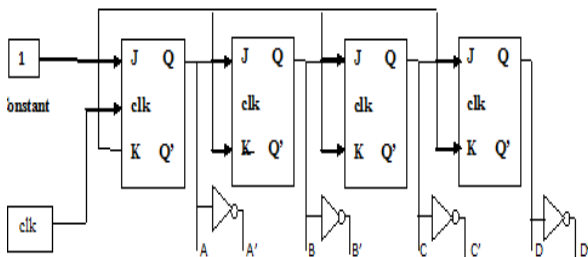 1
onstant
clk
J Q
clk
K Q'
J Q
clk
K Q'
J Q
clk
K Q'
J Q
clk
K Q'
A A'
B B'
C C'
D D'